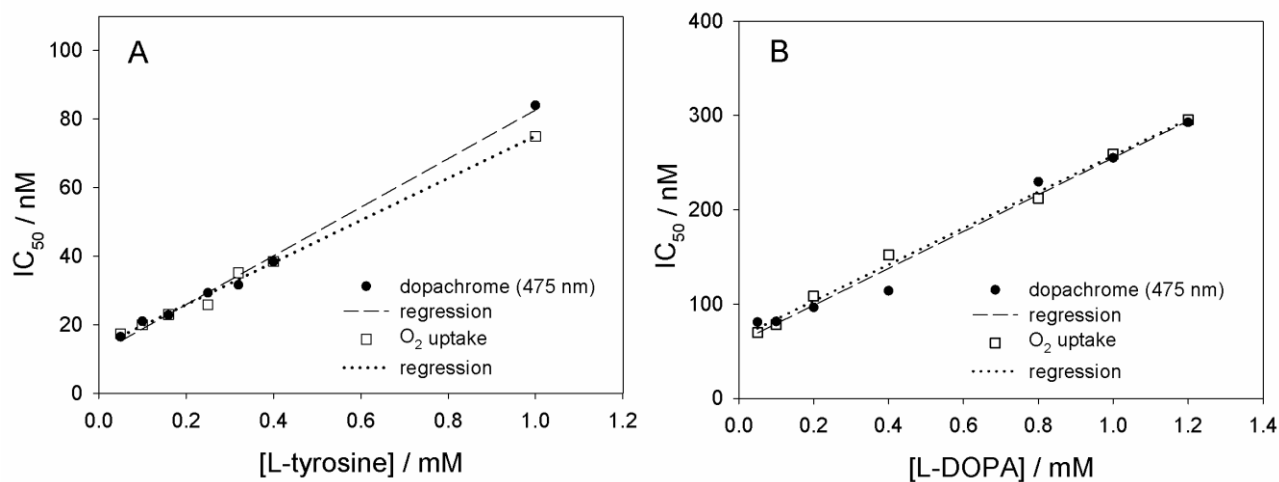 A
100
80
60
40
20
0
IC50 / nM
dopachrome (475 nm)
regression
O2 uptake
regression
0.0 0.2 0.4 0.6 0.8 1.0 1.2
[L-tyrosine] / mM
B
400
300
200
100
0
IC50 / nM
dopachrome (475 nm)
regression
O2 uptake
regression
0.0 0.2 0.4 0.6 0.8 1.0 1.2 1.4
[L-DOPA] / mM